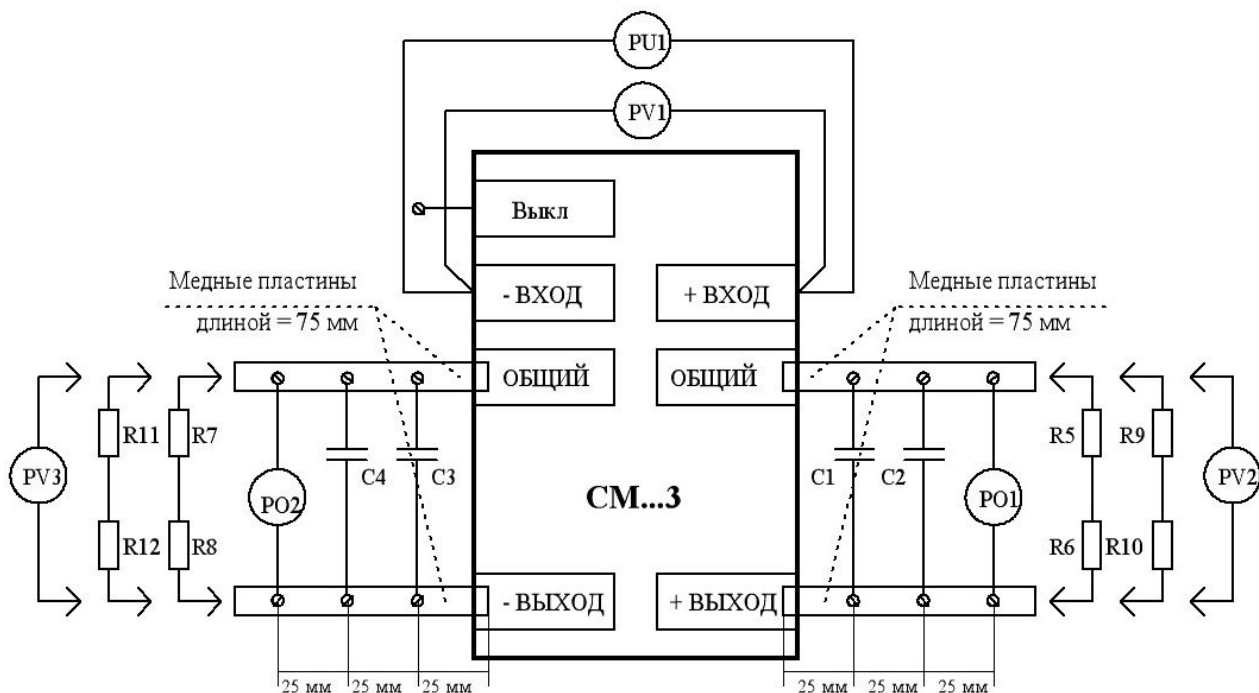 PU1
PV1
Выкл
Медные пластины
длиной = 75 мм
- ВХОД
+ ВХОД
Медные пластины
длиной = 75 мм
ОБЩИЙ
ОБЩИЙ
R11
R7
R5
R9
PV3
PO2
C4
C3
СМ...3
C1
C2
PO1
PV2
R12
R8
R6
R10
- ВЫХОД
+ ВЫХОД
25 мм
25 мм
25 мм
25 мм
25 мм
25 мм